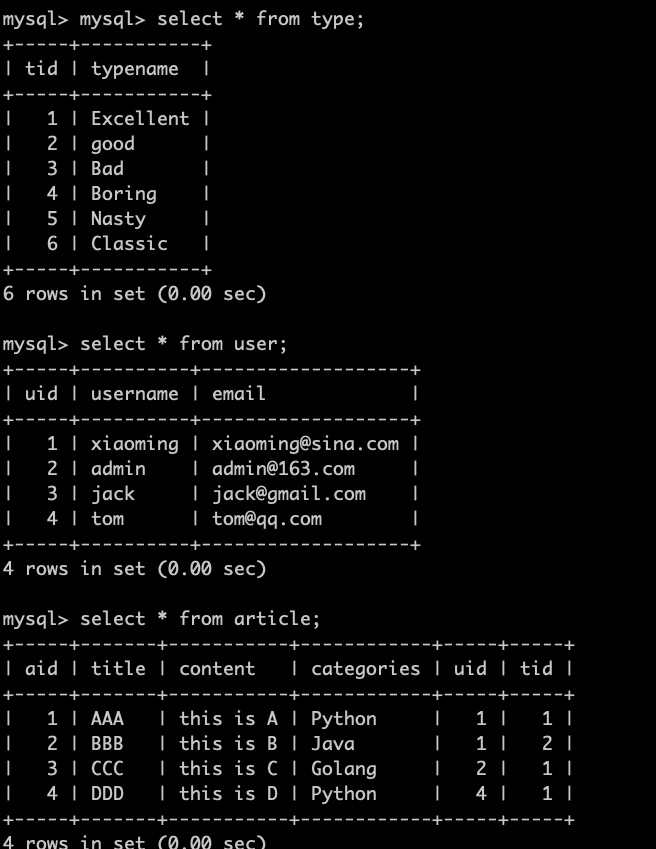 mysql> mysql> select * from type;
+-----+-----------+
| tid | typename  |
+-----+-----------+
|   1 | Excellent |
|   2 | good      |
|   3 | Bad       |
|   4 | Boring    |
|   5 | Nasty     |
|   6 | Classic   |
+-----+-----------+
6 rows in set (0.00 sec)

mysql> select * from user;
+-----+----------+-------------------+
| uid | username | email             |
+-----+----------+-------------------+
|   1 | xiaoming | xiaoming@sina.com |
|   2 | admin    | admin@163.com     |
|   3 | jack     | jack@gmail.com    |
|   4 | tom      | tom@qq.com        |
+-----+----------+-------------------+
4 rows in set (0.00 sec)

mysql> select * from article;
+-----+-------+-----------+------------+-----+-----+
| aid | title | content   | categories | uid | tid |
+-----+-------+-----------+------------+-----+-----+
|   1 | AAA   | this is A | Python     |   1 |   1 |
|   2 | BBB   | this is B | Java       |   1 |   2 |
|   3 | CCC   | this is C | Golang     |   2 |   1 |
|   4 | DDD   | this is D | Python     |   4 |   1 |
+-----+-------+-----------+------------+-----+-----+
4 rows in set (0.00 sec)